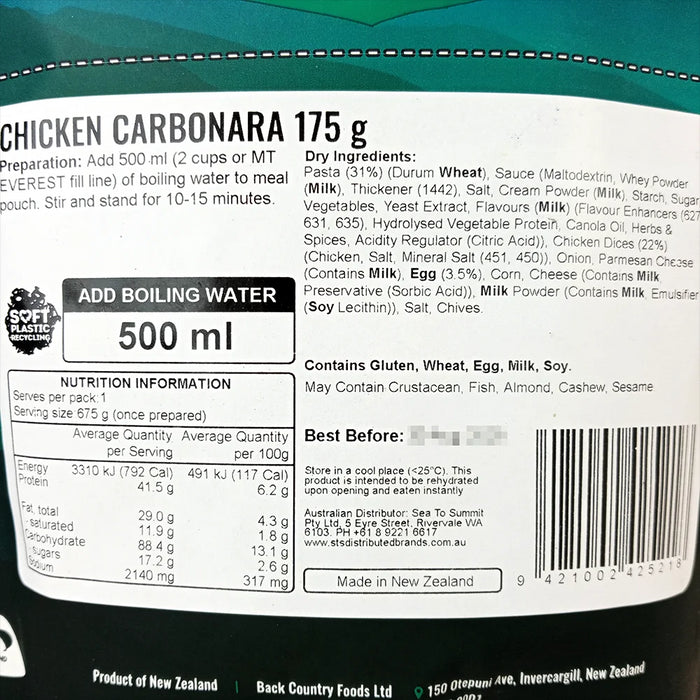 CHICKEN CARBONARA 175 g
Preparation: Add 500 ml (2 cups or MT
EVEREST fill line) of boiling water to meal
pouch. Stir and stand for 10-15 minutes.
SOFT
PLASTIC
RECYCLING
ADD BOILING WATER
500 ml
NUTRITION INFORMATION
Serves per pack:1
Serving size 675 g (once prepared)
Average Quantity Average Quantity
per Serving per 100g
Energy 3310 kJ (792 Cal) 491 kJ (117 Cal)
Protein 41.5 g 6.2 g
Fat, total 29.0 g 4.3 g
- saturated 11.9 g 1.8 g
Carbohydrate 88.4 g 13.1 g
- sugars 17.2 g 2.6 g
Sodium 2140 mg 317 mg
Dry Ingredients:
Pasta (31%) (Durum Wheat), Sauce (Maltodextrin, Whey Powder
(Milk), Thickener (1442), Salt, Cream Powder (Milk), Starch, Sugar
Vegetables, Yeast Extract, Flavours (Milk) (Flavour Enhancers (627
631, 635), Hydrolysed Vegetable Protein, Canola Oil, Herbs &
Spices, Acidity Regulator (Citric Acid)), Chicken Dices (22%)
(Chicken, Salt, Mineral Salt (451, 450)), Onion, Parmesan Cheese
(Contains Milk), Egg (3.5%), Corn, Cheese (Contains Milk,
Preservative (Sorbic Acid)), Milk Powder (Contains Milk, Emulsifier
(Soy Lecithin)), Salt, Chives.
Contains Gluten, Wheat, Egg, Milk, Soy.
May Contain Crustacean, Fish, Almond, Cashew, Sesame
Best Before:
Store in a cool place (<25°C). This
product is intended to be rehydrated
upon opening and eaten instantly
Australian Distributor: Sea To Summit
Pty Ltd, 5 Eyre Street, Rivervale WA
6103. PH +61 8 9221 6617
www.stsdistributedbrands.com.au
Made in New Zealand
9 421002 425218
Product of New Zealand | Back Country Foods Ltd 150 Otepuni Ave, Invercargill, New Zealand